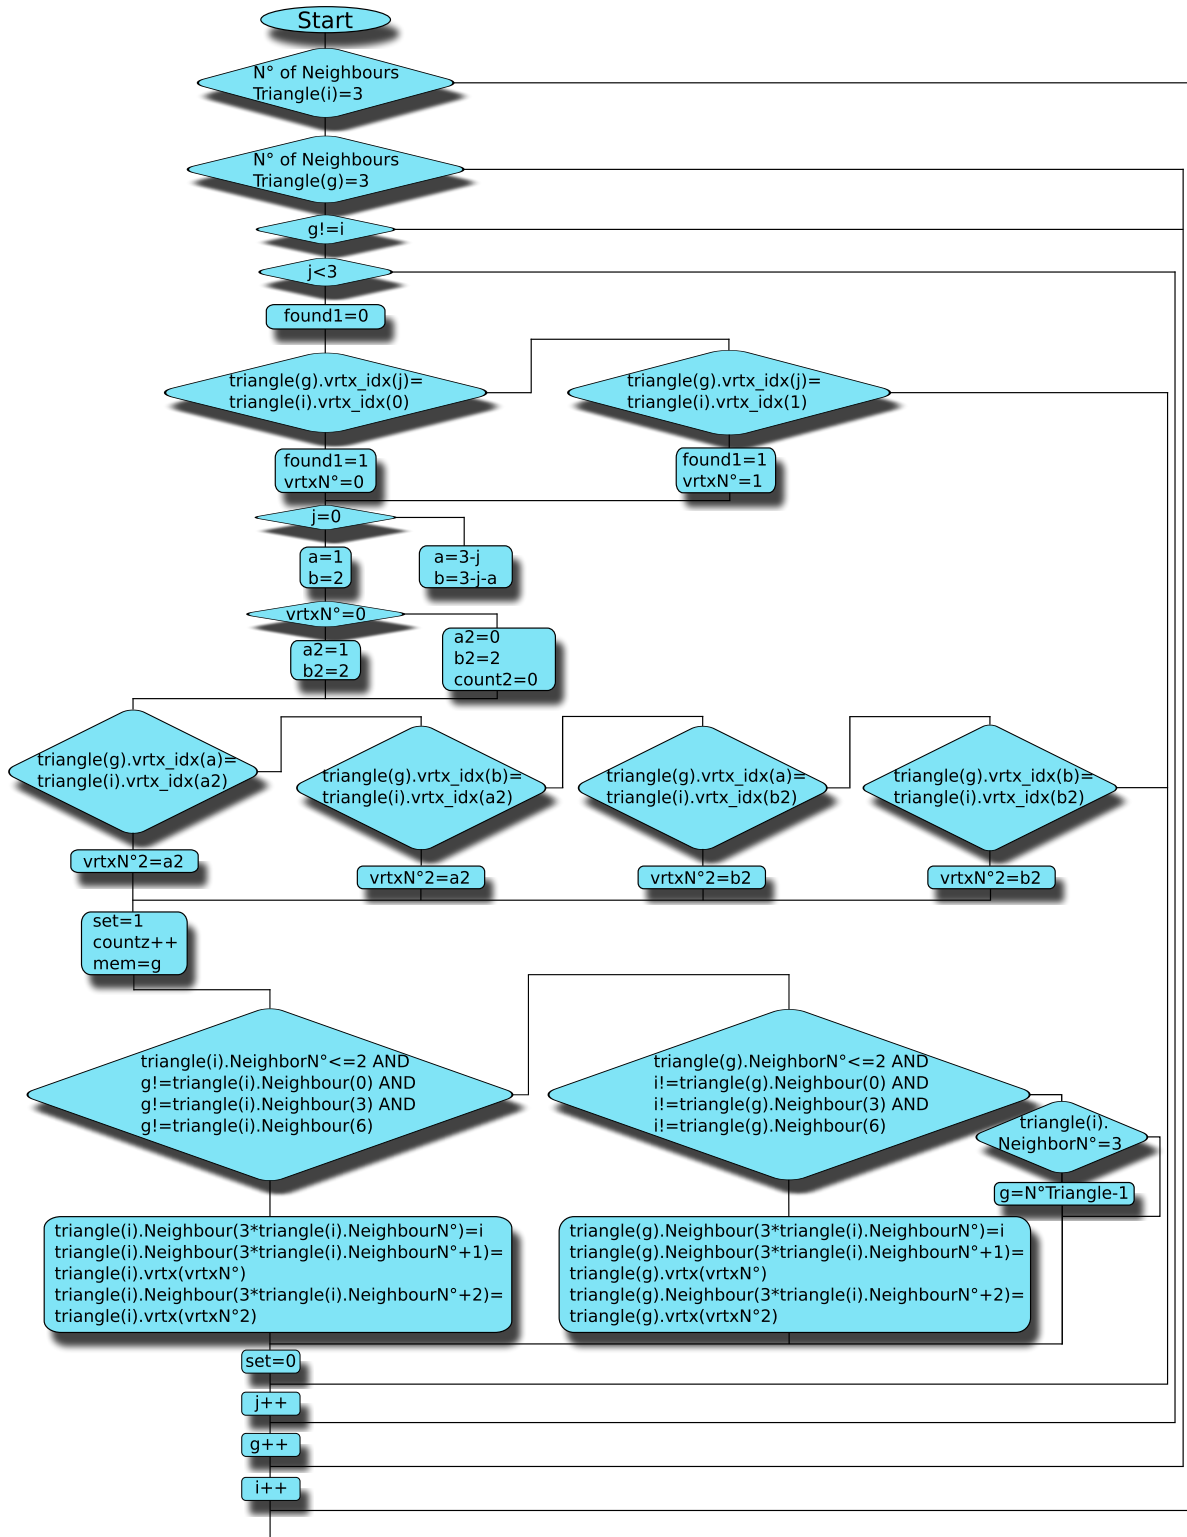 Start
N° of Neighbours
Triangle(i)=3
N° of Neighbours
Triangle(g)=3
g!=i
j<3
found1=0
triangle(g).vrtx_idx(j)=
triangle(i).vrtx_idx(0)
triangle(g).vrtx_idx(j)=
triangle(i).vrtx_idx(1)
found1=1
vrtxN°=0
found1=1
vrtxN°=1
j=0
a=1
b=2
a=3-j
b=3-j-a
vrtxN°=0
a2=1
b2=2
a2=0
b2=2
count2=0
triangle(g).vrtx_idx(a)=
triangle(i).vrtx_idx(a2)
triangle(g).vrtx_idx(b)=
triangle(i).vrtx_idx(a2)
triangle(g).vrtx_idx(a)=
triangle(i).vrtx_idx(b2)
triangle(g).vrtx_idx(b)=
triangle(i).vrtx_idx(b2)
vrtxN°2=a2
vrtxN°2=a2
vrtxN°2=b2
vrtxN°2=b2
set=1
countz++
mem=g
triangle(i).NeighborN°<=2 AND
g!=triangle(i).Neighbour(0) AND
g!=triangle(i).Neighbour(3) AND
g!=triangle(i).Neighbour(6)
triangle(g).NeighborN°<=2 AND
i!=triangle(g).Neighbour(0) AND
i!=triangle(g).Neighbour(3) AND
i!=triangle(g).Neighbour(6)
triangle(i).
NeighborN°=3
g=N°Triangle-1
triangle(i).Neighbour(3*triangle(i).NeighbourN°)=i
triangle(i).Neighbour(3*triangle(i).NeighbourN°+1)=
triangle(i).vrtx(vrtxN°)
triangle(i).Neighbour(3*triangle(i).NeighbourN°+2)=
triangle(i).vrtx(vrtxN°2)
triangle(g).Neighbour(3*triangle(i).NeighbourN°)=i
triangle(g).Neighbour(3*triangle(i).NeighbourN°+1)=
triangle(g).vrtx(vrtxN°)
triangle(g).Neighbour(3*triangle(i).NeighbourN°+2)=
triangle(g).vrtx(vrtxN°2)
set=0
j++
g++
i++